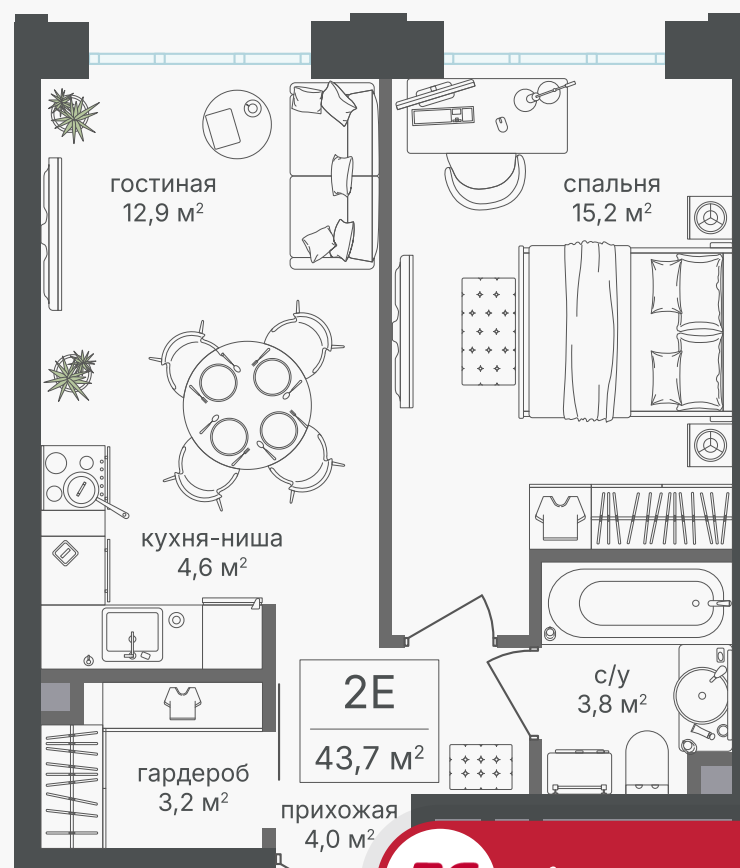 гостиная
12,9 м²
спальня
15,2 м²
кухня-ниша
4,6 м²
2Е
43,7 м²
с/у
3,8 м²
гардероб
3,2 м²
прихожая
4,0 м²